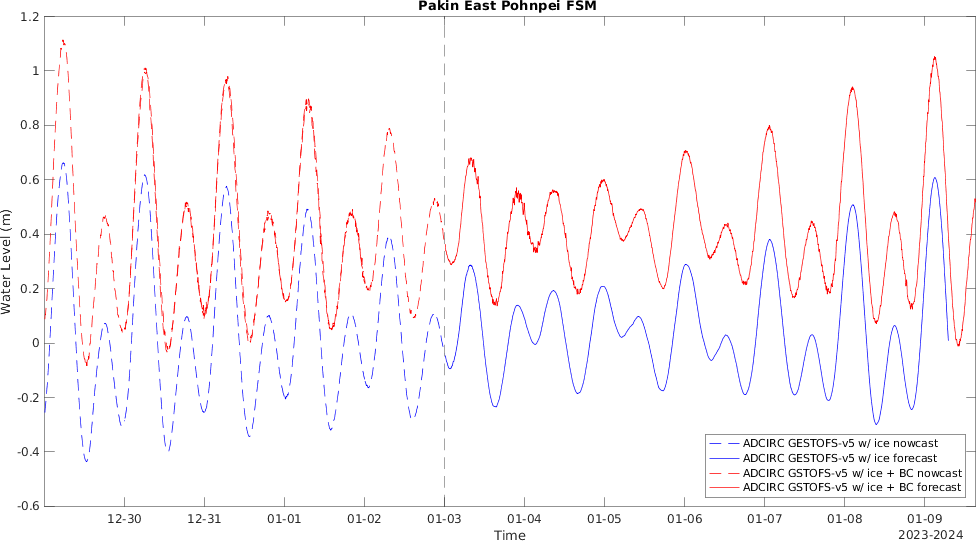 Pakin East Pohnpei FSM
1.2
1
0.8
0.6
0.4
0.2
0
-0.2
-0.4
-0.6
Water Level (m)
ADCIRC GESTOFS-v5 w/ ice nowcast
ADCIRC GESTOFS-v5 w/ ice forecast
ADCIRC GSTOFS-v5 w/ ice + BC nowcast
ADCIRC GSTOFS-v5 w/ ice + BC forecast
12-30 12-31 01-01 01-02 01-03 01-04 01-05 01-06 01-07 01-08 01-09
Time
2023-2024